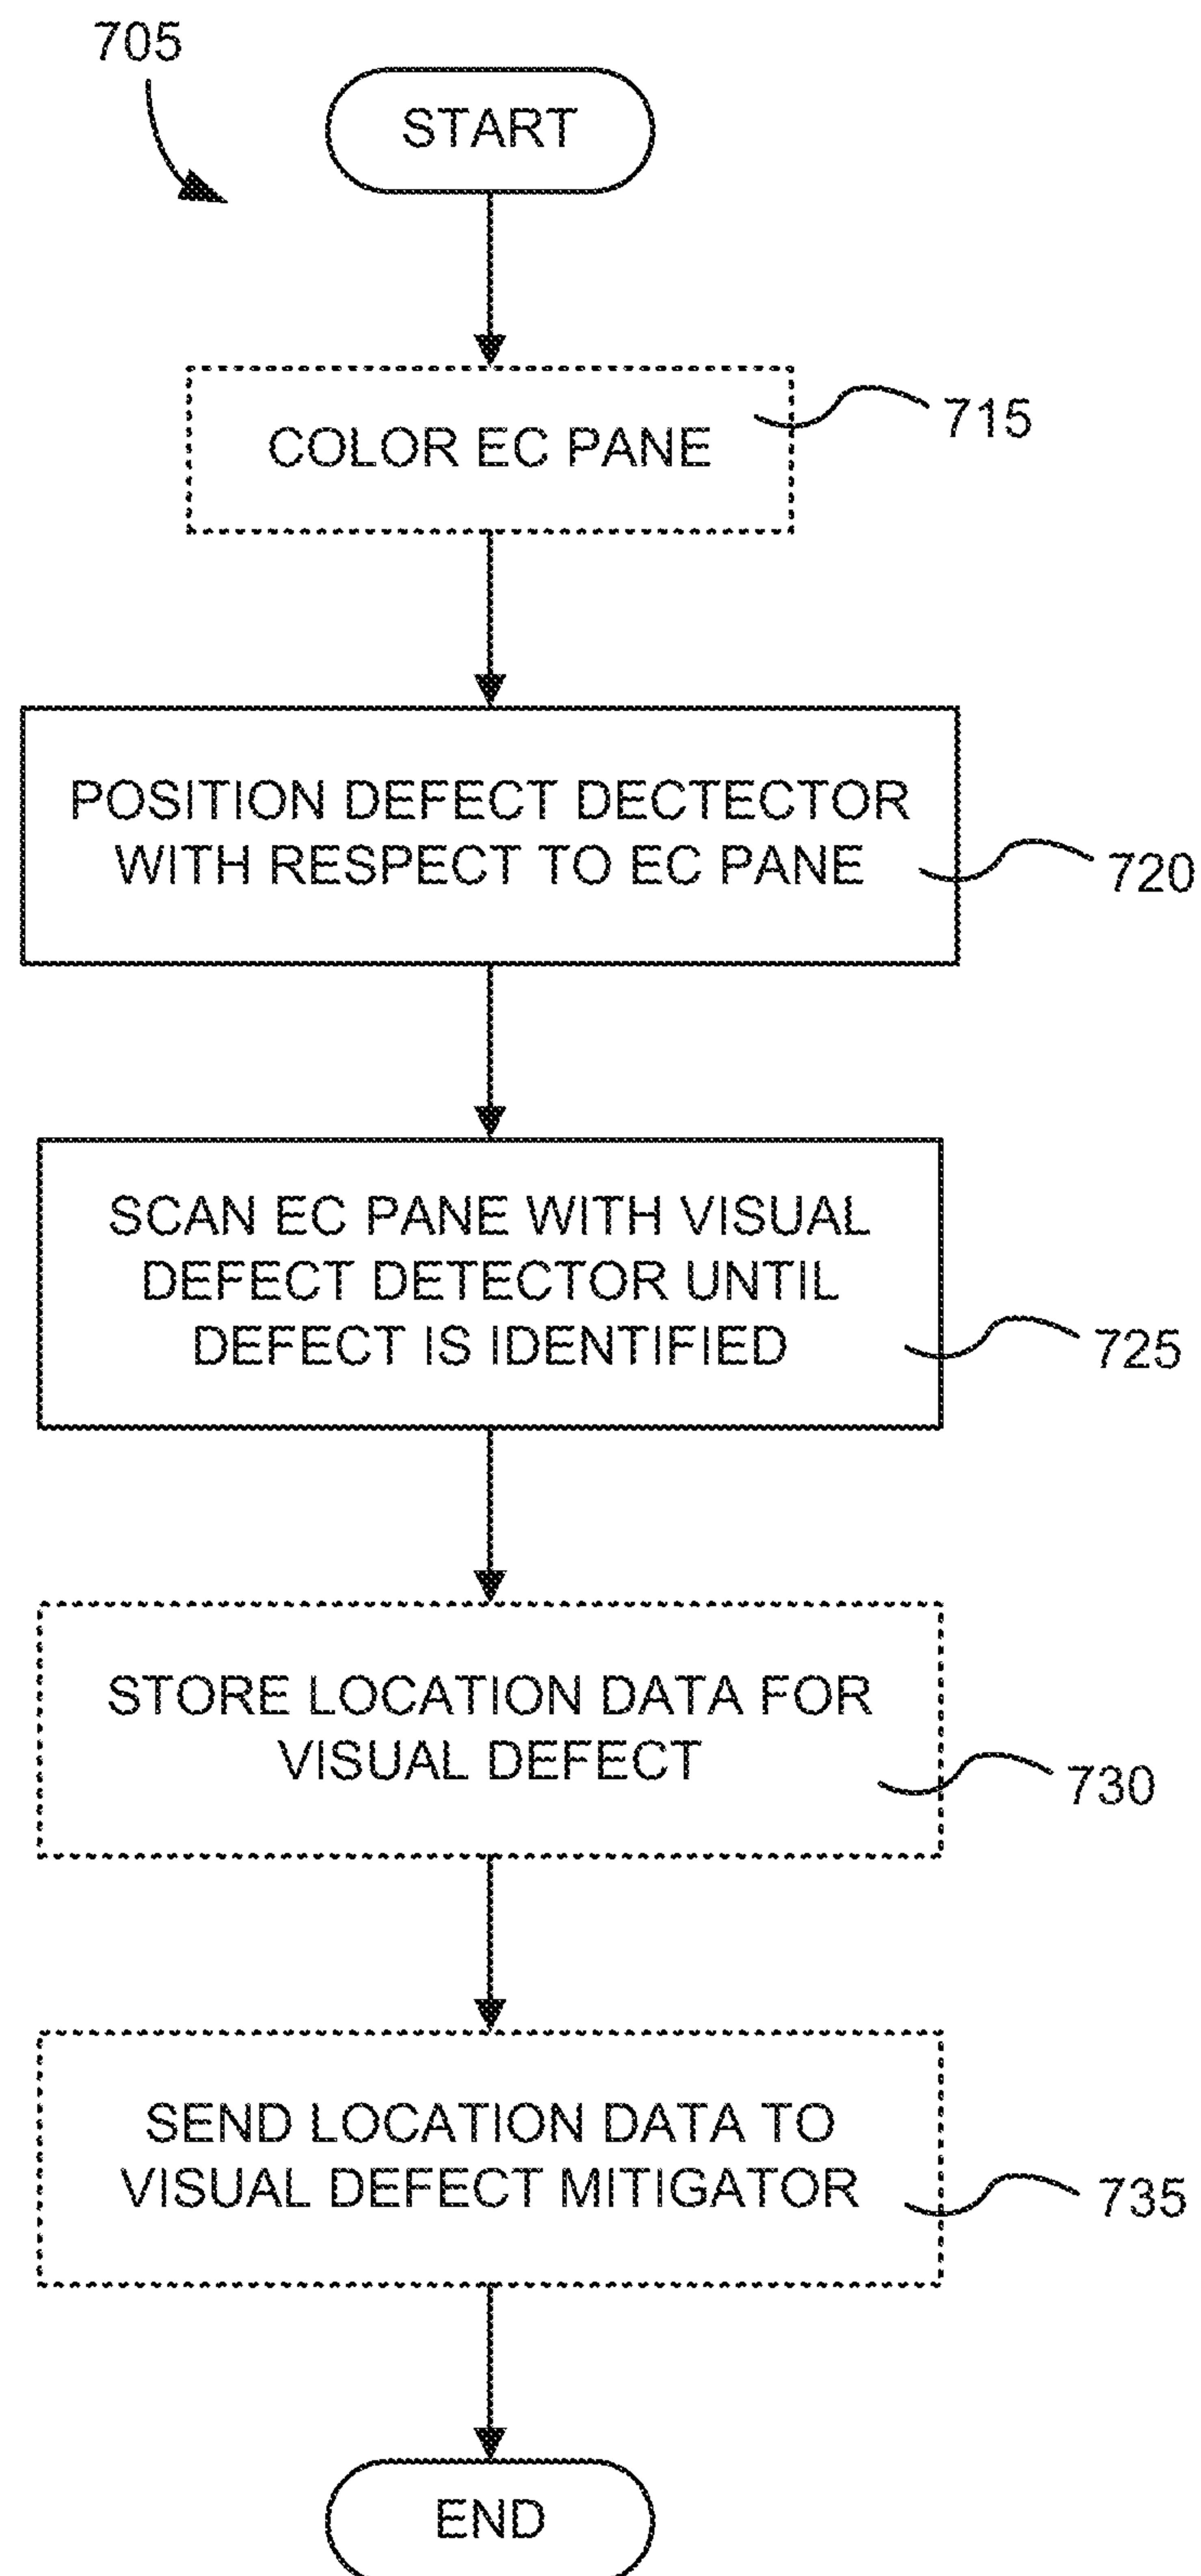 705
START
COLOR EC PANE
715
POSITION DEFECT DECTECTOR
WITH RESPECT TO EC PANE
720
SCAN EC PANE WITH VISUAL
DEFECT DETECTOR UNTIL
DEFECT IS IDENTIFIED
725
STORE LOCATION DATA FOR
VISUAL DEFECT
730
SEND LOCATION DATA TO
VISUAL DEFECT MITIGATOR
735
END